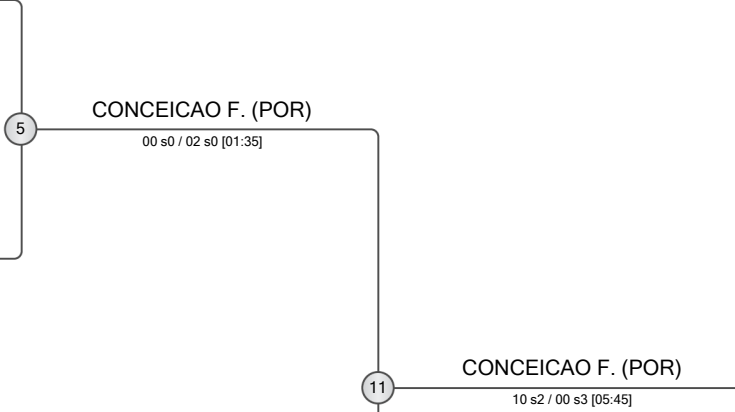 CONCEICAO F. (POR)
5
00 s0 / 02 s0 [01:35]
CONCEICAO F. (POR)
11
10 s2 / 00 s3 [05:45]